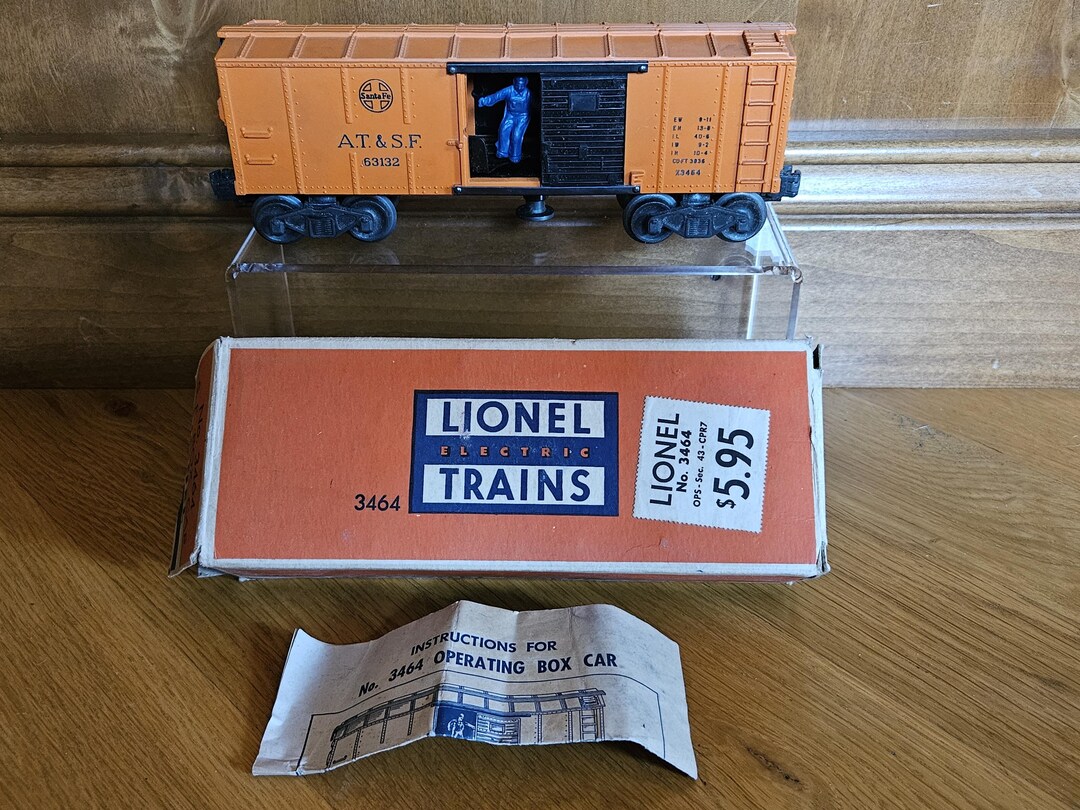 Santa Fe
A.T. & S.F.
63132
EW 9-11
EH 13-8
IL 40-6
IW 9-2
IH 10-4
CU·FT 3836
X3464
LIONEL
ELECTRIC
TRAINS
3464
LIONEL
No. 3464
OPS - Sec. 43 - CPR7
$5.95
INSTRUCTIONS FOR
No. 3464 OPERATING BOX CAR